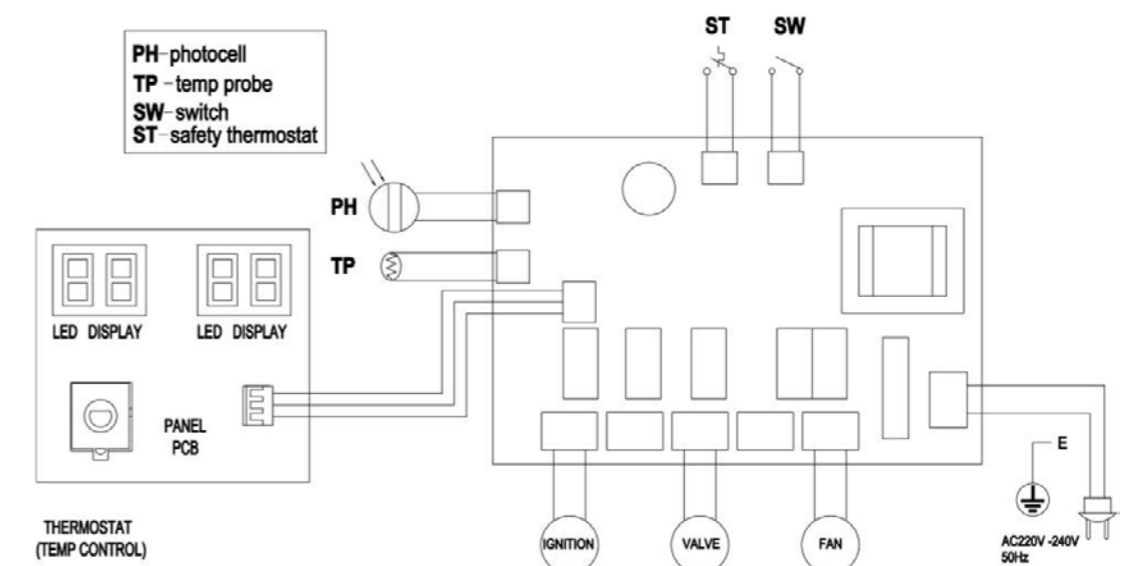 ST SW
PH-photocell
TP -temp probe
SW-switch
ST-safety thermostat
PH
TP
LED DISPLAY LED DISPLAY
PANEL
PCB
E
THERMOSTAT
(TEMP CONTROL)
IGNITION VALVE FAN
AC220V -240V
50Hz